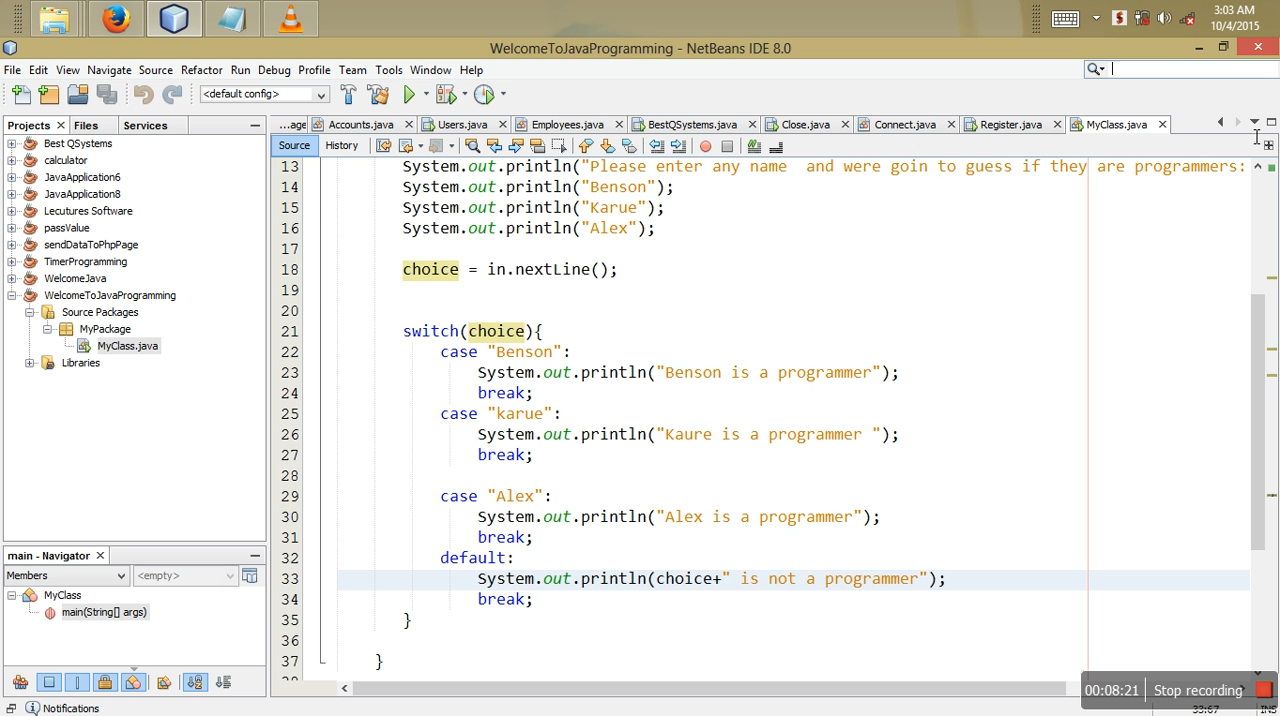 3:03 AM
10/4/2015
WelcomeToJavaProgramming - NetBeans IDE 8.0
File Edit View Navigate Source Refactor Run Debug Profile Team Tools Window Help
<default config>
Projects Files Services
...age Accounts.java Users.java Employees.java BestQSystems.java Close.java Connect.java Register.java MyClass.java
Source History
Best QSystems
calculator
JavaApplication6
JavaApplication8
Lecutures Software
passValue
sendDataToPhpPage
TimerProgramming
WelcomeJava
WelcomeToJavaProgramming
Source Packages
MyPackage
MyClass.java
Libraries
13 System.out.println("Please enter any name  and were goin to guess if they are programmers:
14 System.out.println("Benson");
15 System.out.println("Karue");
16 System.out.println("Alex");
17
18 choice = in.nextLine();
19
20
21 switch(choice){
22 case "Benson":
23 System.out.println("Benson is a programmer");
24 break;
25 case "karue":
26 System.out.println("Kaure is a programmer ");
27 break;
28
29 case "Alex":
30 System.out.println("Alex is a programmer");
31 break;
32 default:
33 System.out.println(choice+" is not a programmer");
34 break;
35 }
36
37 }
main - Navigator
Members <empty>
MyClass
main(String[] args)
00:08:21 Stop recording
Notifications
33:67 INS